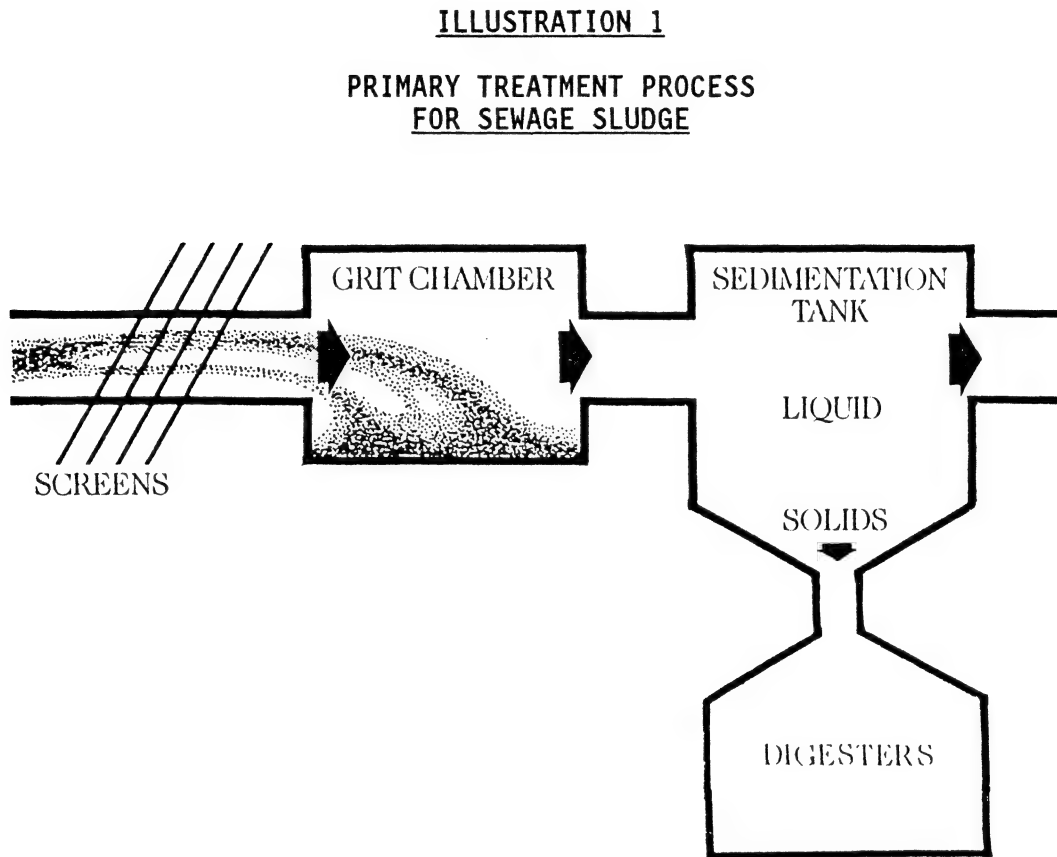 ILLUSTRATION 1
PRIMARY TREATMENT PROCESS
FOR SEWAGE SLUDGE
GRIT CHAMBER
SEDIMENTATION
TANK
LIQUID
SCREENS
SOLIDS
DIGESTERS